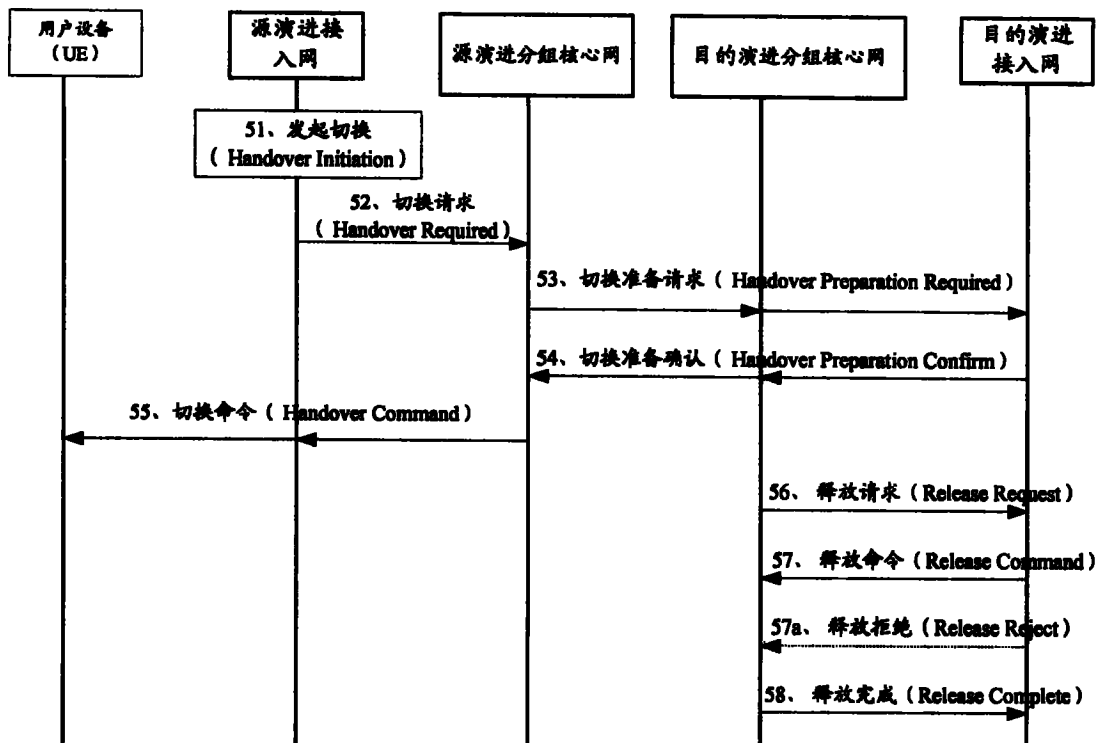 用户设备
（UE）
源演进接
入网
源演进分组核心网
目的演进分组核心网
目的演进
接入网
51、发起切换
（ Handover Initiation）
52、切换请求
（ Handover Required）
53、切换准备请求（ Handover Preparation Required）
54、切换准备确认（ Handover Preparation Confirm）
55、切换命令（ Handover Command）
56、 释放请求（Release Request）
57、 释放命令（Release Command）
57a、 释放拒绝（Release Reject）
58、 释放完成（Release Complete）